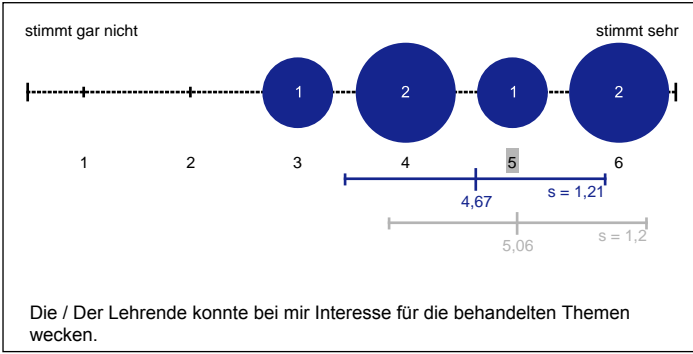 stimmt gar nicht stimmt sehr
1 2 1 2
1 2 3 4 5 6
4,67 s = 1,21
5,06 s = 1,2
Die / Der Lehrende konnte bei mir Interesse für die behandelten Themen
wecken.